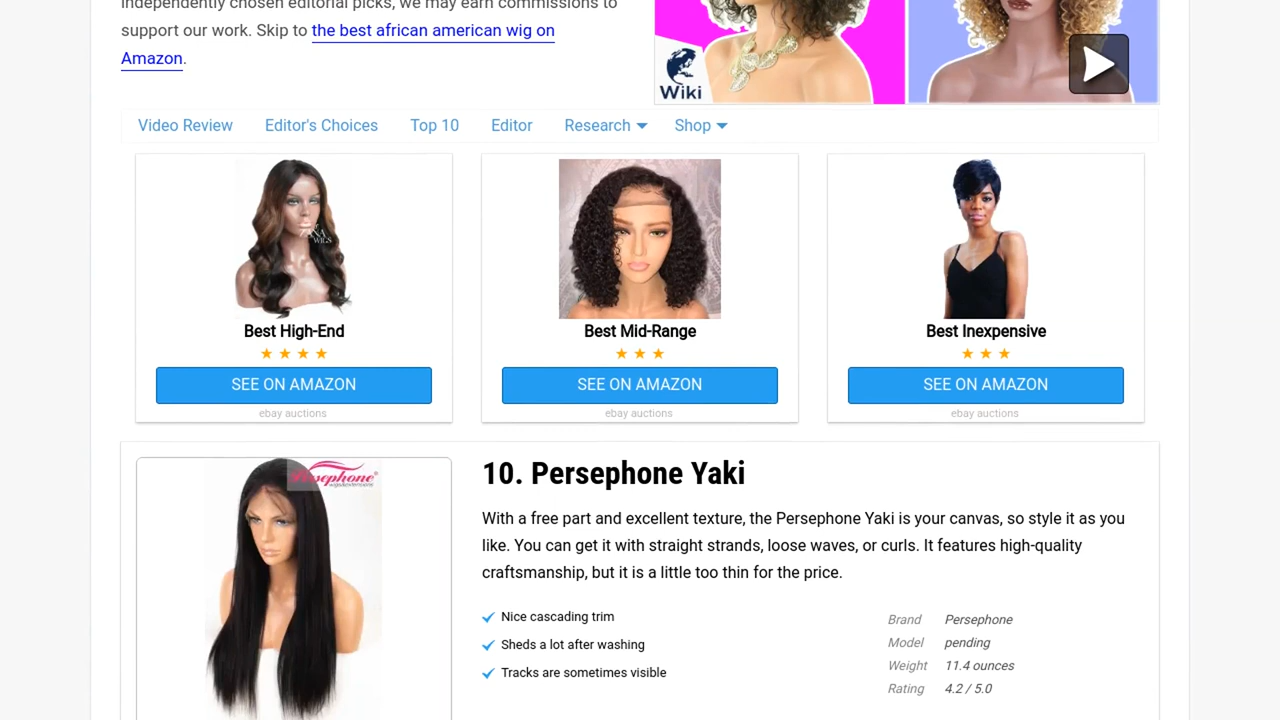 independently chosen editorial picks, we may earn commissions to
support our work. Skip to the best african american wig on
Amazon.
Wiki
Video Review Editor's Choices Top 10 Editor Research Shop
WIGS
Best High-End
★ ★ ★ ★
SEE ON AMAZON
ebay auctions
Best Mid-Range
★ ★ ★
SEE ON AMAZON
ebay auctions
Best Inexpensive
★ ★ ★
SEE ON AMAZON
ebay auctions
Persephone
10. Persephone Yaki
With a free part and excellent texture, the Persephone Yaki is your canvas, so style it as you
like. You can get it with straight strands, loose waves, or curls. It features high-quality
craftsmanship, but it is a little too thin for the price.
Nice cascading trim
Sheds a lot after washing
Tracks are sometimes visible
Brand Persephone
Model pending
Weight 11.4 ounces
Rating 4.2 / 5.0